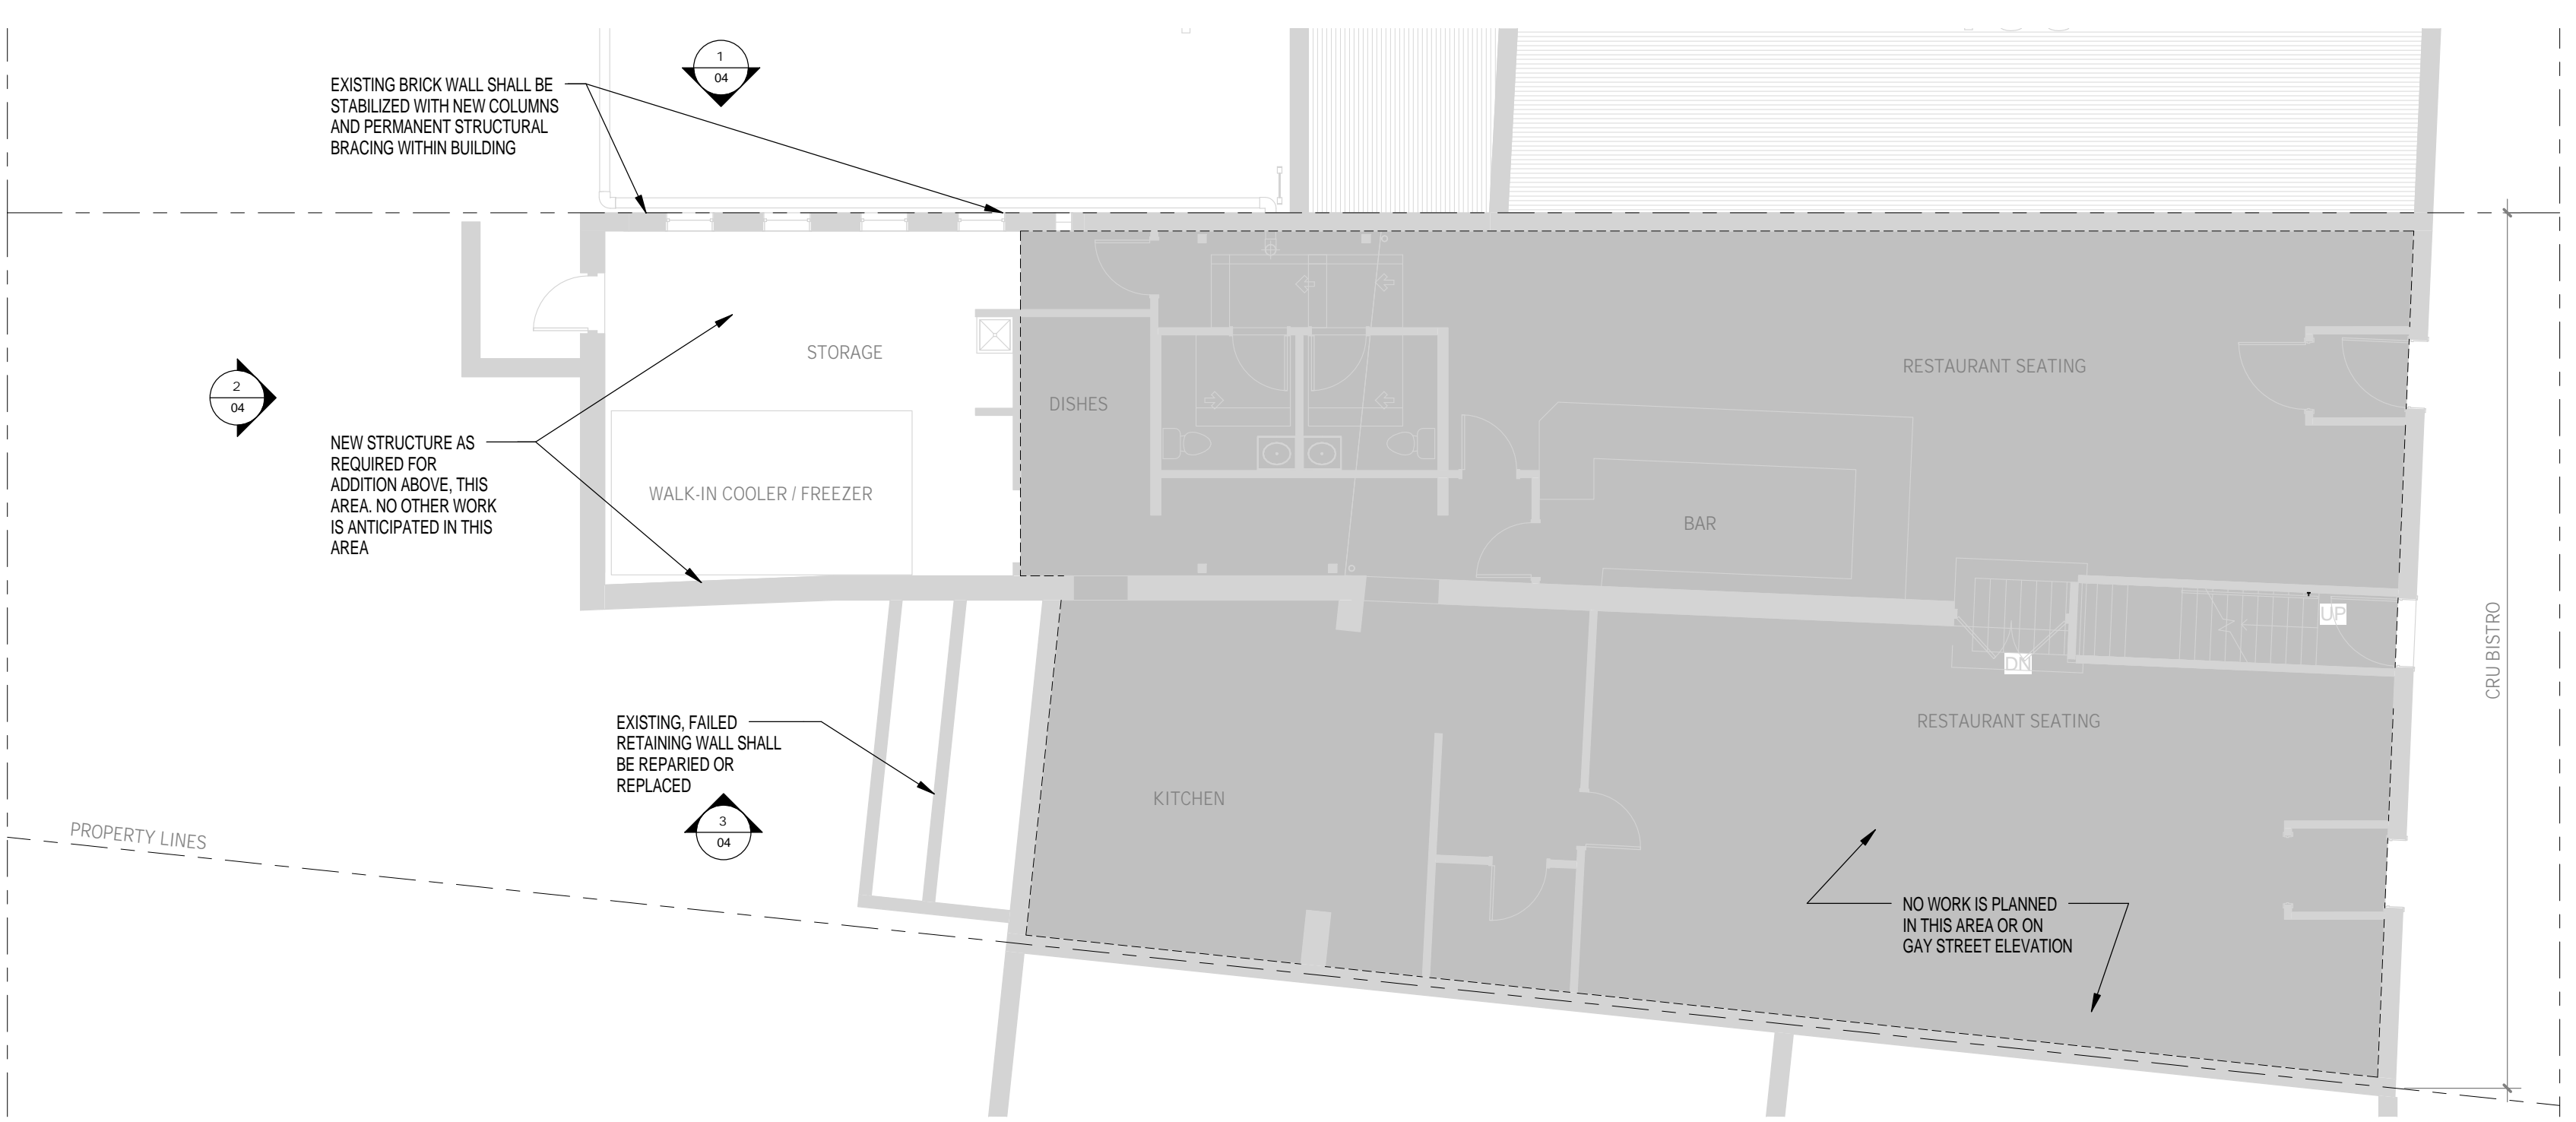 1
04
EXISTING BRICK WALL SHALL BE
STABILIZED WITH NEW COLUMNS
AND PERMANENT STRUCTURAL
BRACING WITHIN BUILDING
STORAGE
DISHES
RESTAURANT SEATING
2
04
NEW STRUCTURE AS
REQUIRED FOR
ADDITION ABOVE, THIS
AREA. NO OTHER WORK
IS ANTICIPATED IN THIS
AREA
WALK-IN COOLER / FREEZER
BAR
UP
DN
CRU BISTRO
EXISTING, FAILED
RETAINING WALL SHALL
BE REPARIED OR
REPLACED
RESTAURANT SEATING
KITCHEN
3
04
PROPERTY LINES
NO WORK IS PLANNED
IN THIS AREA OR ON
GAY STREET ELEVATION